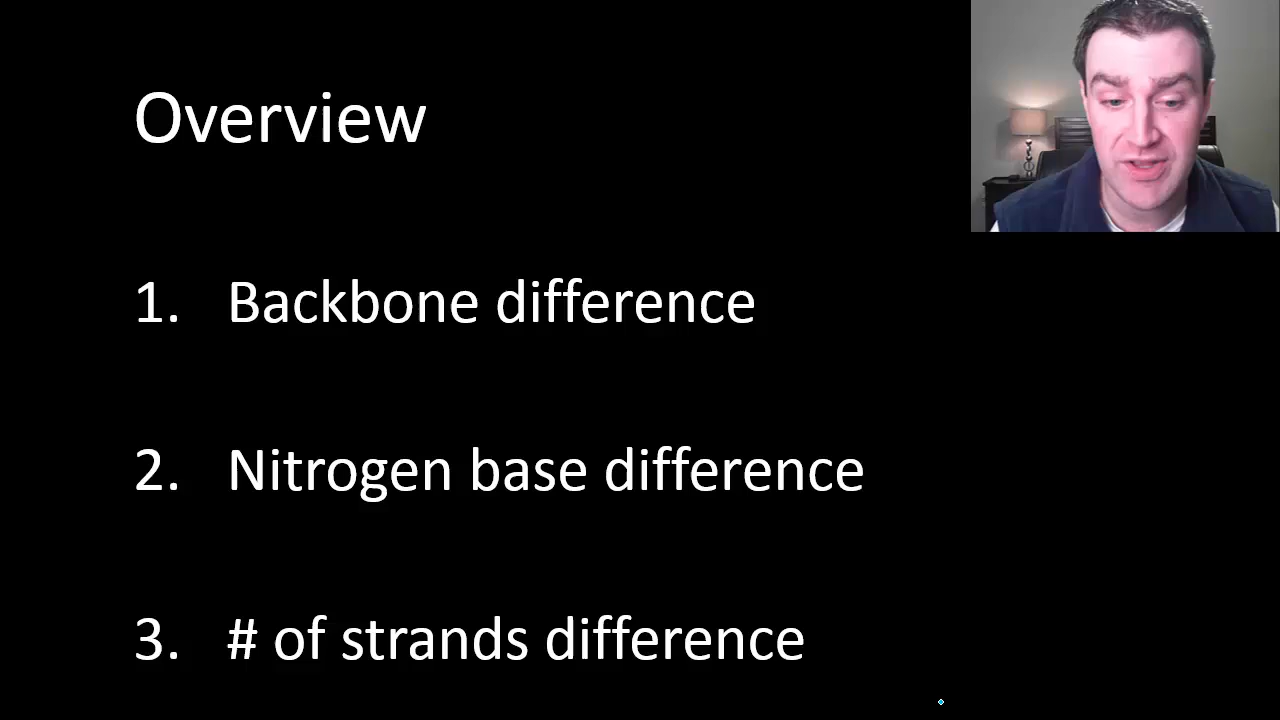 Overview
1. Backbone difference
2. Nitrogen base difference
3. # of strands difference